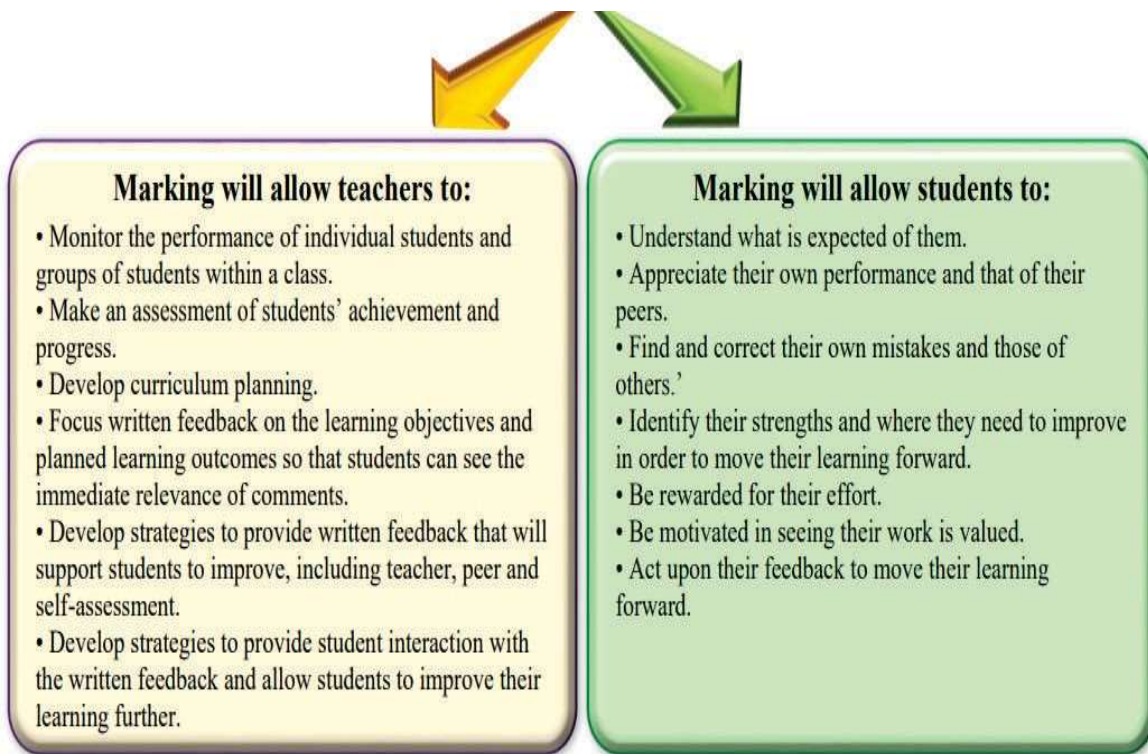 Marking will allow teachers to:
• Monitor the performance of individual students and
groups of students within a class.
• Make an assessment of students’ achievement and
progress.
• Develop curriculum planning.
• Focus written feedback on the learning objectives and
planned learning outcomes so that students can see the
immediate relevance of comments.
• Develop strategies to provide written feedback that will
support students to improve, including teacher, peer and
self-assessment.
• Develop strategies to provide student interaction with
the written feedback and allow students to improve their
learning further.
Marking will allow students to:
• Understand what is expected of them.
• Appreciate their own performance and that of their
peers.
• Find and correct their own mistakes and those of
others.’
• Identify their strengths and where they need to improve
in order to move their learning forward.
• Be rewarded for their effort.
• Be motivated in seeing their work is valued.
• Act upon their feedback to move their learning
forward.